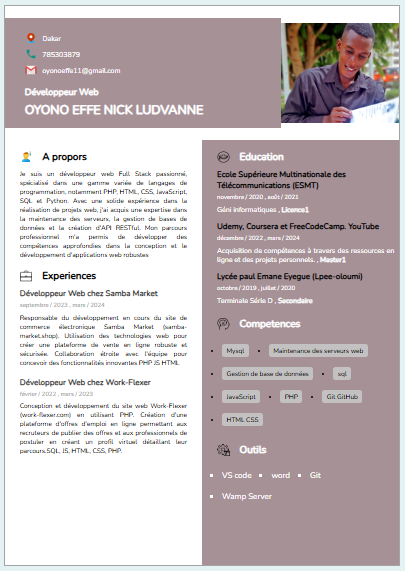 Dakar
785303879
oyonoeffe11@gmail.com
Développeur Web
OYONO EFFE NICK LUDVANNE
A propors
Je suis un développeur web Full Stack passionné,
spécialisé dans une gamme variée de langages de
programmation, notamment PHP, HTML, CSS, JavaScript,
SQL et Python. Avec une solide expérience dans la
réalisation de projets web, j'ai acquis une expertise dans
la maintenance des serveurs, la gestion de bases de
données et la création d'API RESTful. Mon parcours
professionnel m'a permis de développer des
compétences approfondies dans la conception et le
développement d'applications web robustes
Experiences
Développeur Web chez Samba Market
septembre / 2023 , mars / 2024
Responsable du développement en cours du site de
commerce électronique Samba Market (samba-
market.shop). Utilisation des technologies web pour
créer une plateforme de vente en ligne robuste et
sécurisée. Collaboration étroite avec l'équipe pour
concevoir des fonctionnalités innovantes PHP JS HTML
Développeur Web chez Work-Flexer
février / 2022 , mars / 2023
Conception et développement du site web Work-Flexer
(work-flexer.com) en utilisant PHP. Création d'une
plateforme d'offres d'emploi en ligne permettant aux
recruteurs de publier des offres et aux professionnels de
postuler en créant un profil virtuel détaillant leur
parcours.SQL, JS, HTML, CSS, PHP.
Education
Ecole Supérieure Multinationale des
Télécommunications (ESMT)
novembre / 2020 , août / 2021
Géni informatiques , Licence1
Udemy, Coursera et FreeCodeCamp. YouTube
décembre / 2022 , mars / 2024
Acquisition de compétences à travers des ressources en
ligne et des projets personnels. , Master1
Lycée paul Emane Eyegue (Lpee-oloumi)
octobre / 2019 , juillet / 2020
Terminale Série D , Secondaire
Competences
Mysql
Maintenance des serveurs web
Gestion de base de données
sql
JavaScript
PHP
Git GitHub
HTML CSS
Outils
VS code
word
Git
Wamp Server